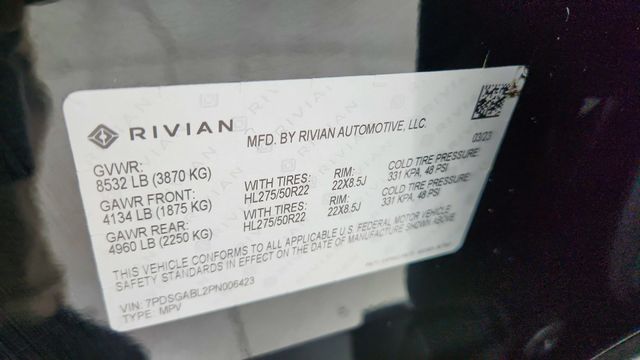 RIVIAN
MFD. BY RIVIAN AUTOMOTIVE, LLC.
03/23
GVWR:
8532 LB (3870 KG)
GAWR FRONT:
4134 LB (1875 KG)
WITH TIRES:
HL275/50R22
RIM:
22X8.5J
COLD TIRE PRESSURE:
331 KPA, 48 PSI
GAWR REAR:
4960 LB (2250 KG)
WITH TIRES:
HL275/50R22
RIM:
22X8.5J
COLD TIRE PRESSURE:
331 KPA, 48 PSI
THIS VEHICLE CONFORMS TO ALL APPLICABLE U.S. FEDERAL MOTOR VEHICLE
SAFETY STANDARDS IN EFFECT ON THE DATE OF MANUFACTURE SHOWN ABOVE.
VIN: 7PDSGABL2PN006423
TYPE: MPV